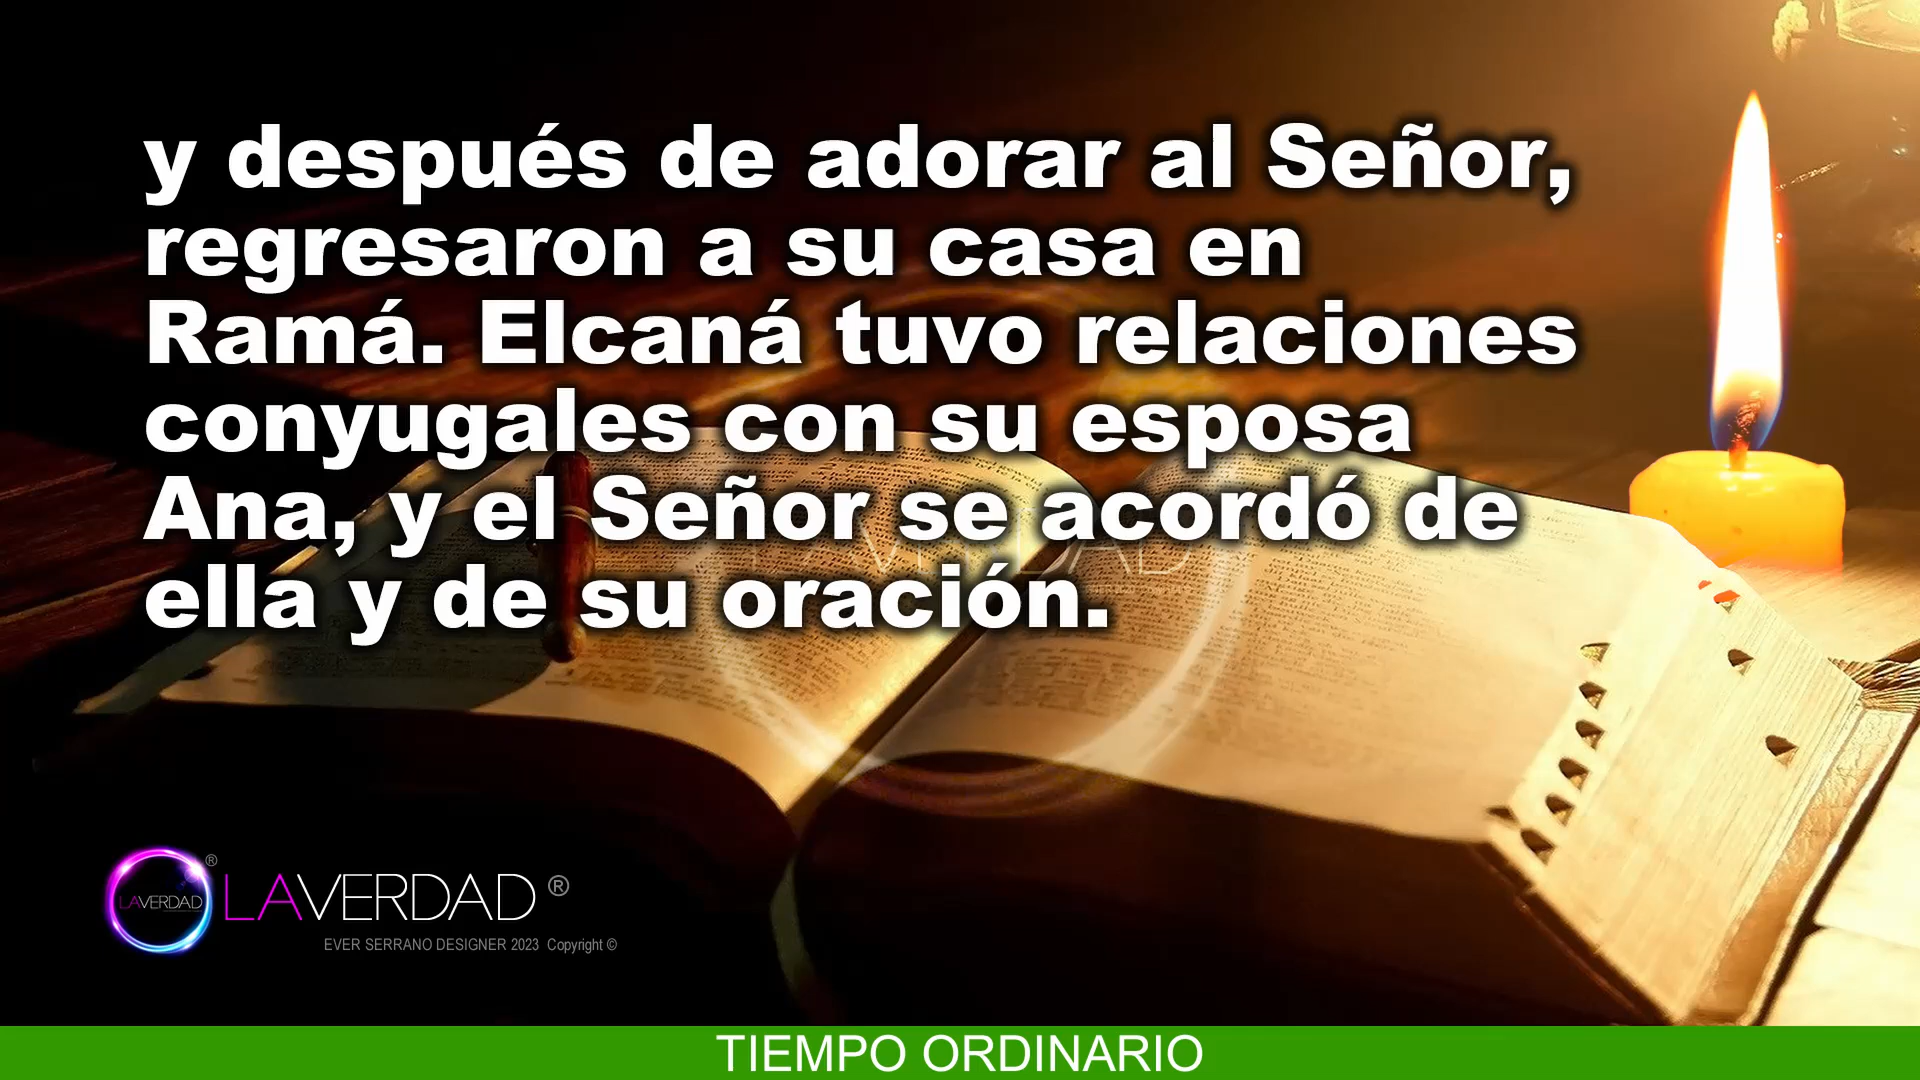 y después de adorar al Señor,
regresaron a su casa en
Ramá. Elcaná tuvo relaciones
conyugales con su esposa
Ana, y el Señor se acordó de
ella y de su oración.
LAVERDAD
®
LAVERDAD ®
EVER SERRANO DESIGNER 2023 Copyright ©
TIEMPO ORDINARIO